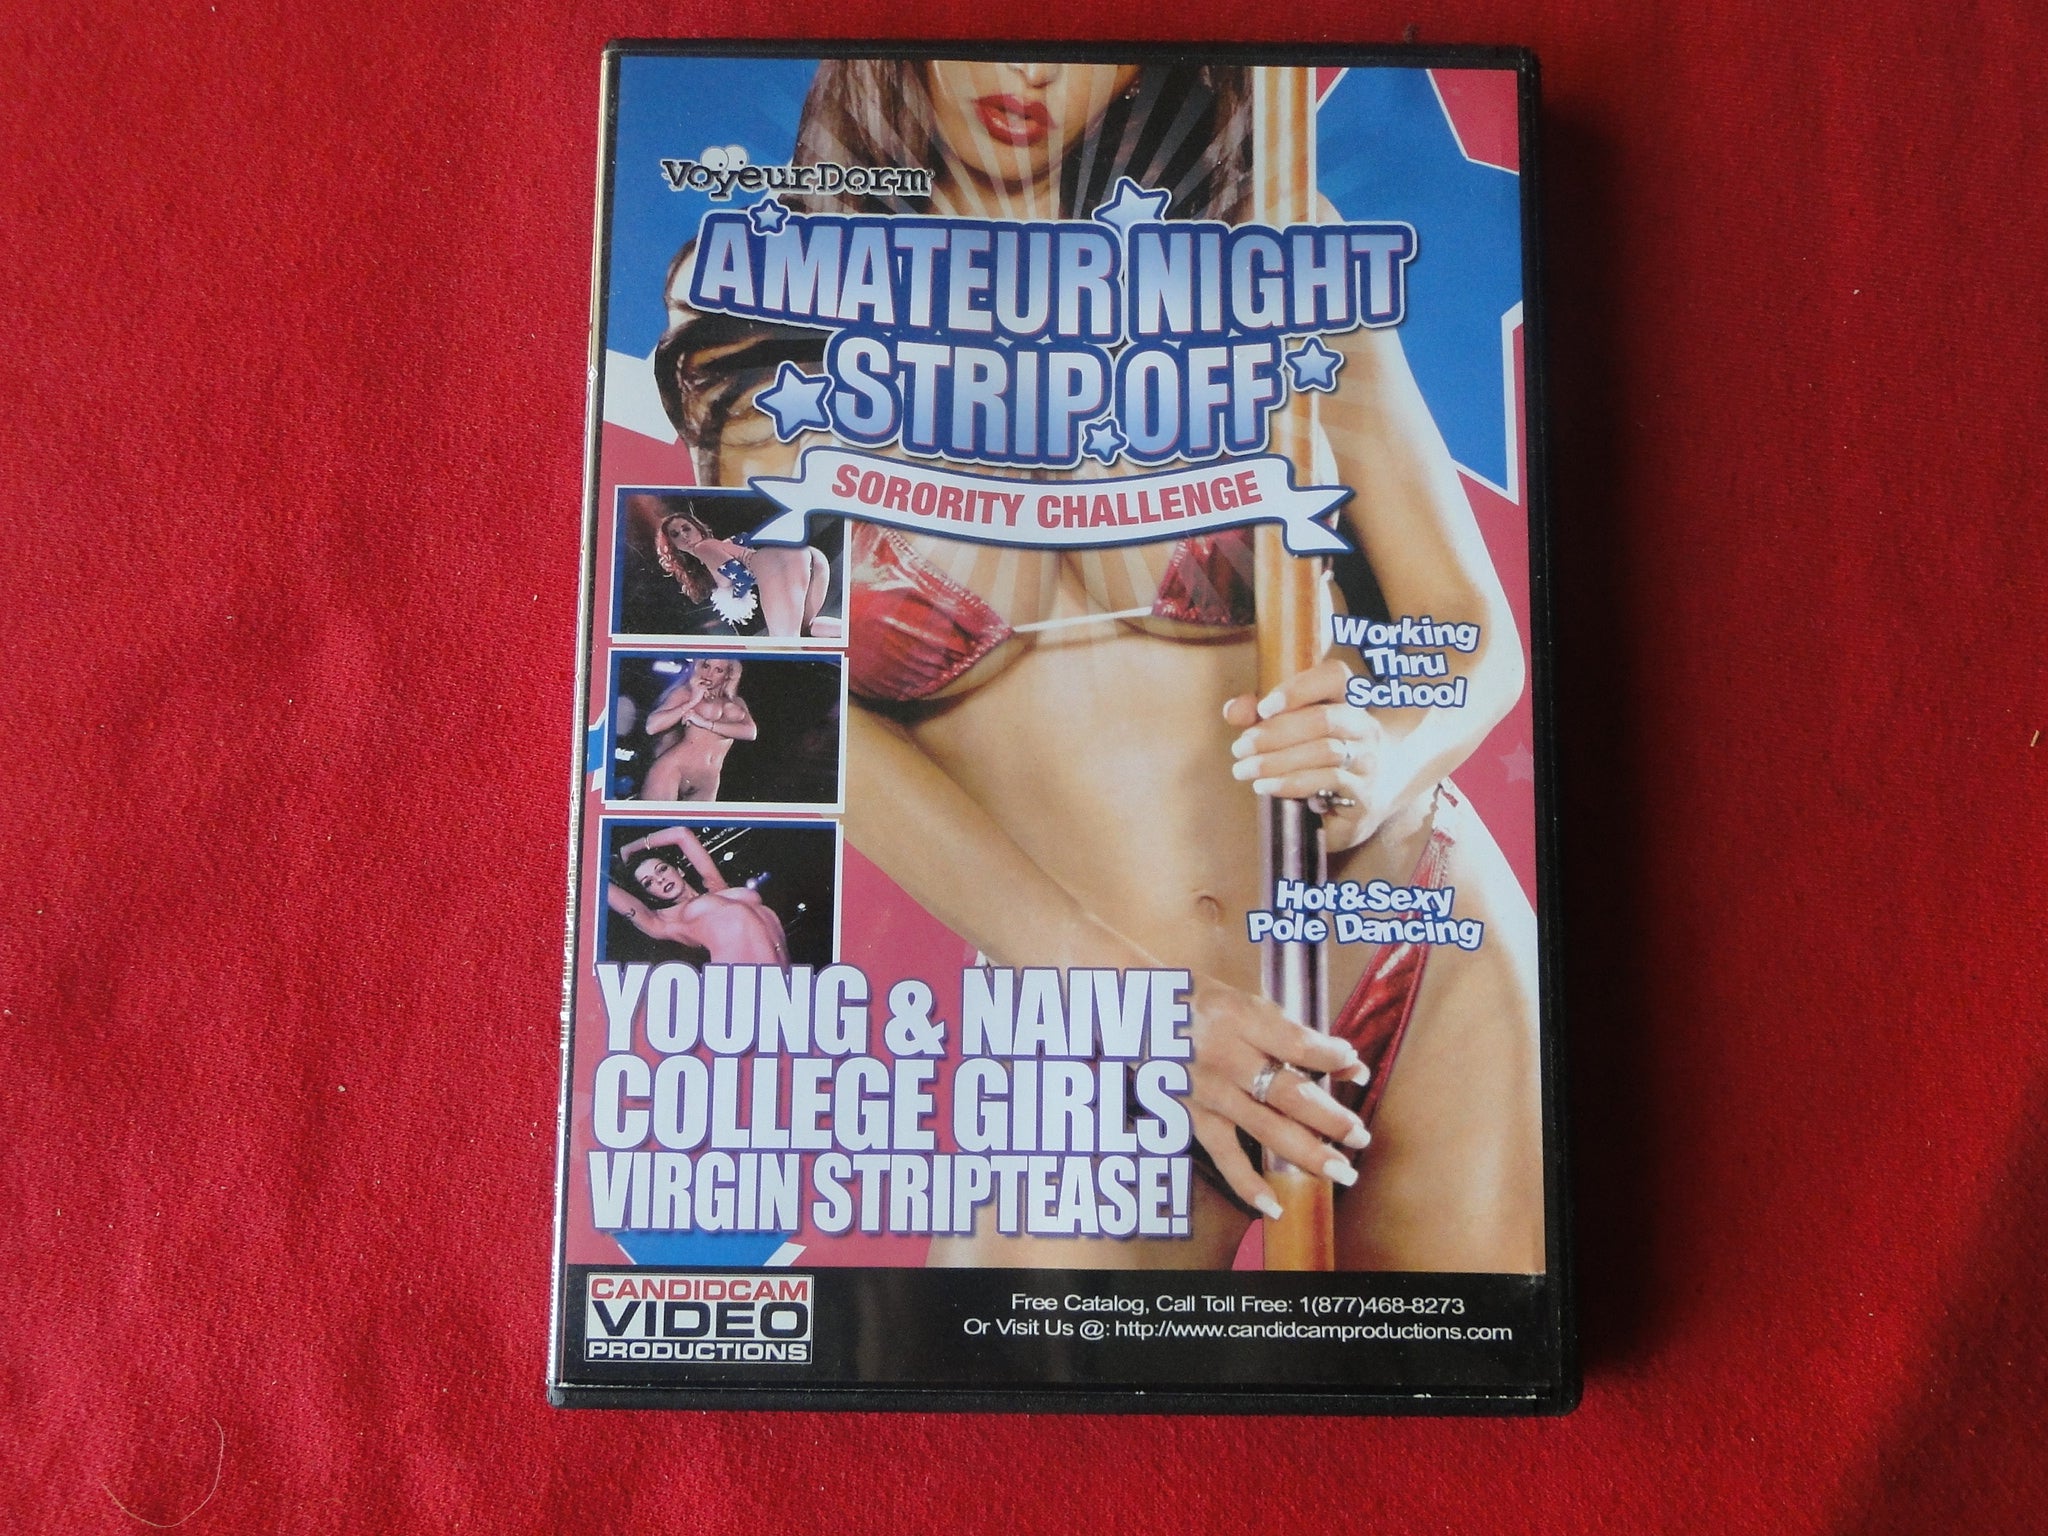 VoyeurDorm
AMATEUR NIGHT
STRIP OFF
SORORITY CHALLENGE
Working
Thru
School
Hot&Sexy
Pole Dancing
YOUNG & NAIVE
COLLEGE GIRLS
VIRGIN STRIPTEASE!
CANDIDCAM
VIDEO
PRODUCTIONS
Free Catalog, Call Toll Free: 1(877)468-8273
Or Visit Us @: http://www.candidcamproductions.com